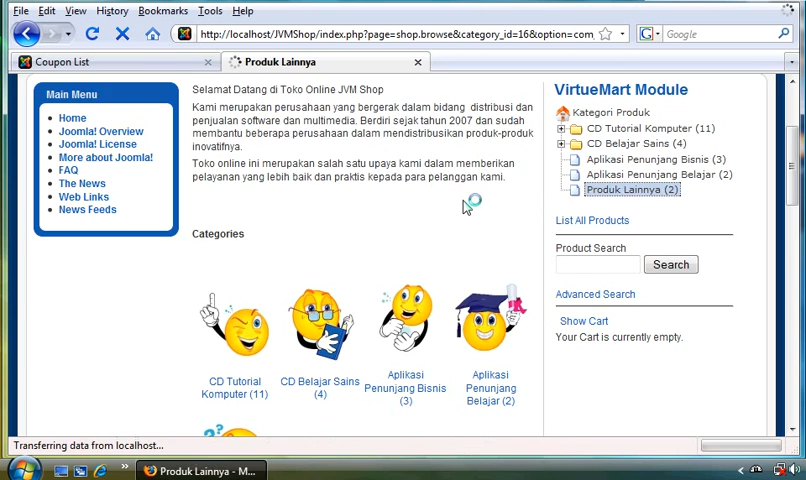 File Edit View History Bookmarks Tools Help
http://localhost/JVMShop/index.php?page=shop.browse&category_id=16&option=com_
Google
Coupon List
Produk Lainnya
Main Menu
Home
Joomla! Overview
Joomla! License
More about Joomla!
FAQ
The News
Web Links
News Feeds
Selamat Datang di Toko Online JVM Shop
Kami merupakan perusahaan yang bergerak dalam bidang distribusi dan
penjualan software dan multimedia. Berdiri sejak tahun 2007 dan sudah
membantu beberapa perusahaan dalam mendistribusikan produk-produk
inovatifnya.
Toko online ini merupakan salah satu upaya kami dalam memberikan
pelayanan yang lebih baik dan praktis kepada para pelanggan kami.
Categories
CD Tutorial
Komputer (11)
CD Belajar Sains
(4)
Aplikasi
Penunjang Bisnis
(3)
Aplikasi
Penunjang
Belajar (2)
VirtueMart Module
Kategori Produk
CD Tutorial Komputer (11)
CD Belajar Sains (4)
Aplikasi Penunjang Bisnis (3)
Aplikasi Penunjang Belajar (2)
Produk Lainnya (2)
List All Products
Product Search
Search
Advanced Search
Show Cart
Your Cart is currently empty.
Transferring data from localhost...
Produk Lainnya - M...